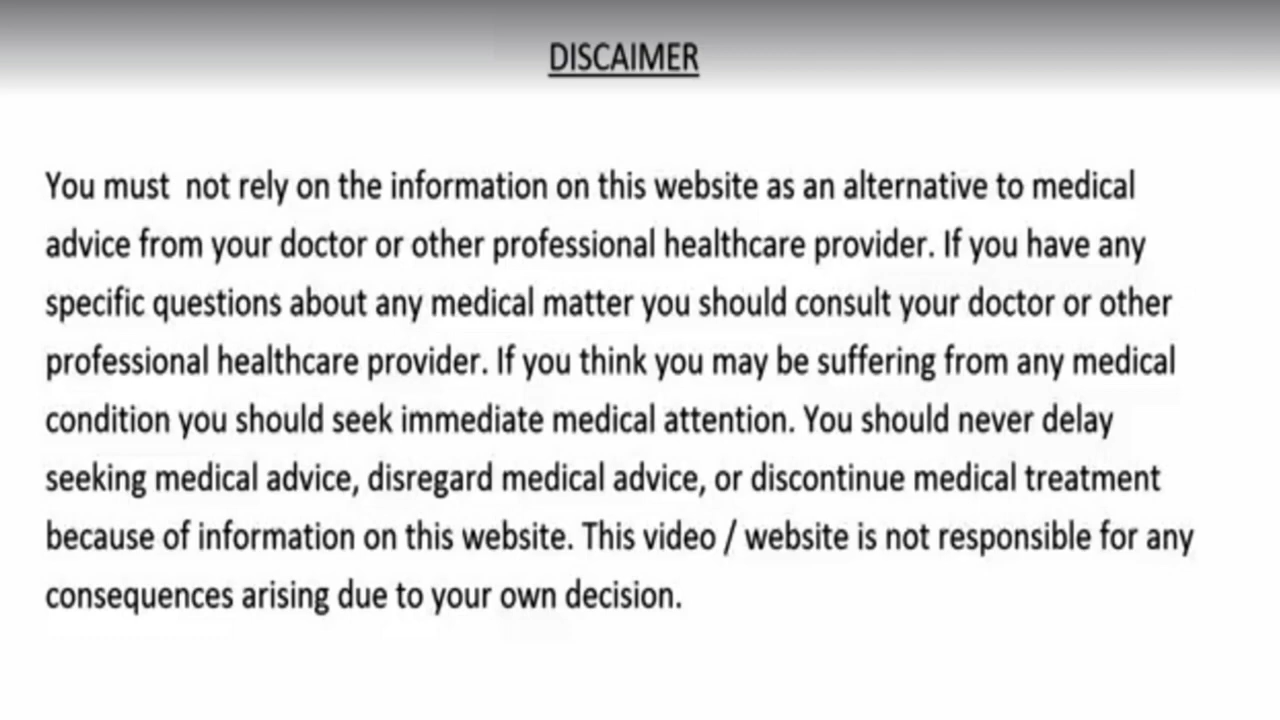 DISCAIMER
You must  not rely on the information on this website as an alternative to medical
advice from your doctor or other professional healthcare provider. If you have any
specific questions about any medical matter you should consult your doctor or other
professional healthcare provider. If you think you may be suffering from any medical
condition you should seek immediate medical attention. You should never delay
seeking medical advice, disregard medical advice, or discontinue medical treatment
because of information on this website. This video / website is not responsible for any
consequences arising due to your own decision.